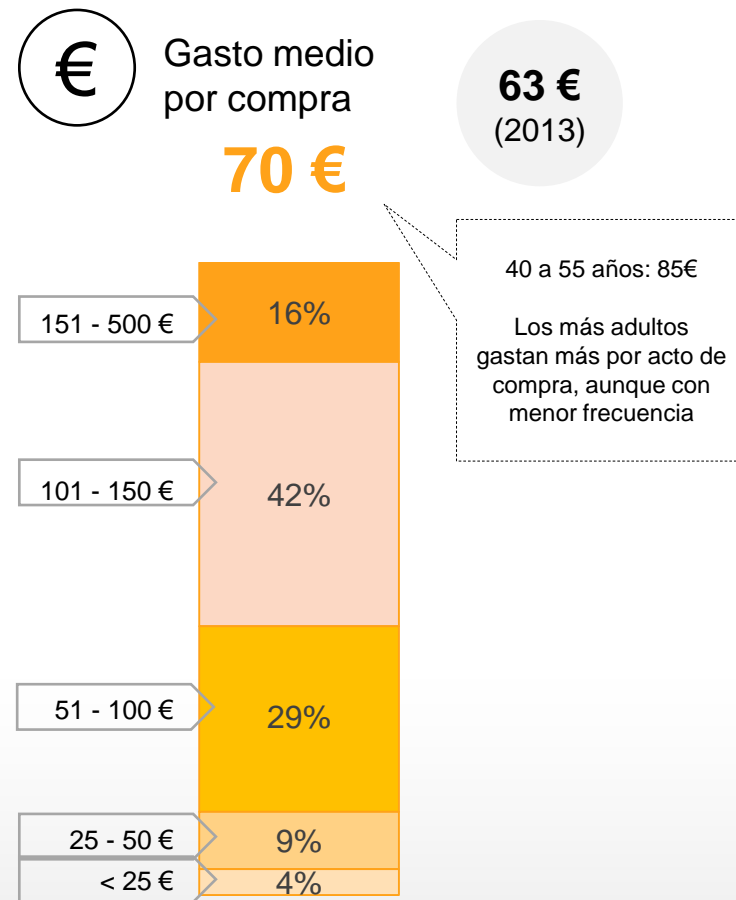 €
Gasto medio
por compra
70 €
63 €
(2013)
40 a 55 años: 85€
Los más adultos
gastan más por acto de
compra, aunque con
menor frecuencia
151 - 500 €
16%
101 - 150 €
42%
51 - 100 €
29%
25 - 50 €
9%
< 25 €
4%